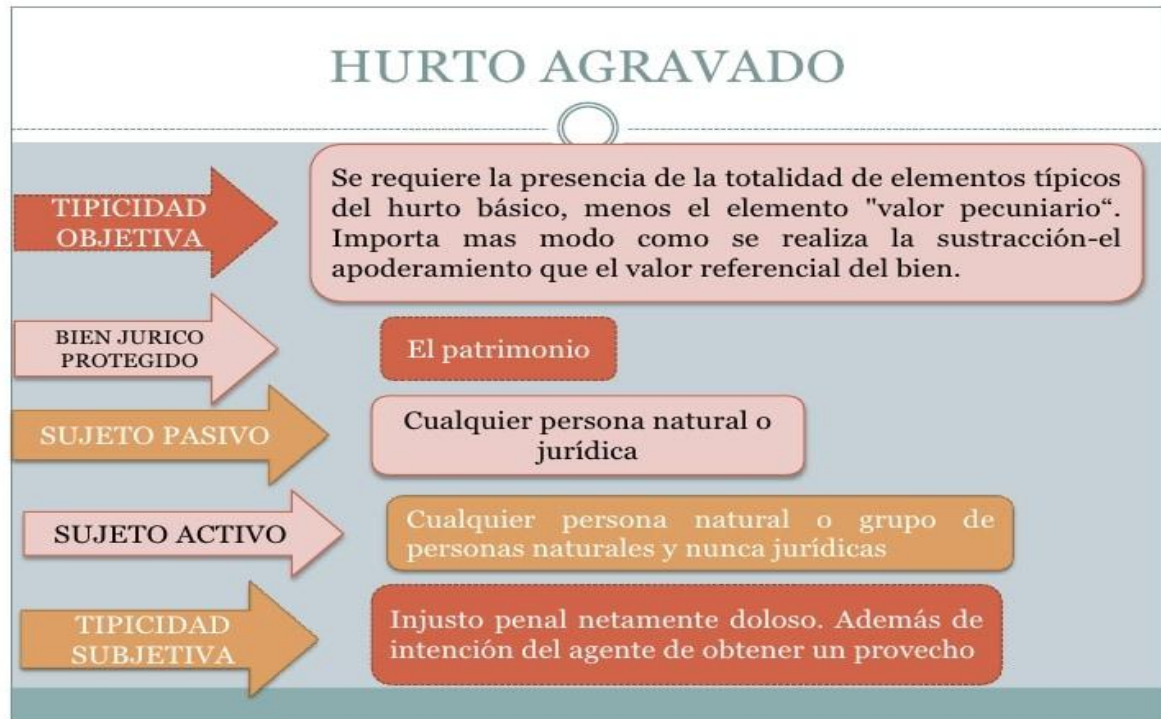 HURTO AGRAVADO
TIPICIDAD
OBJETIVA
Se requiere la presencia de la totalidad de elementos típicos
del hurto básico, menos el elemento "valor pecuniario“.
Importa mas modo como se realiza la sustracción-el
apoderamiento que el valor referencial del bien.
BIEN JURICO
PROTEGIDO
El patrimonio
SUJETO PASIVO
Cualquier persona natural o
jurídica
SUJETO ACTIVO
Cualquier persona natural o grupo de
personas naturales y nunca jurídicas
TIPICIDAD
SUBJETIVA
Injusto penal netamente doloso. Además de
intención del agente de obtener un provecho